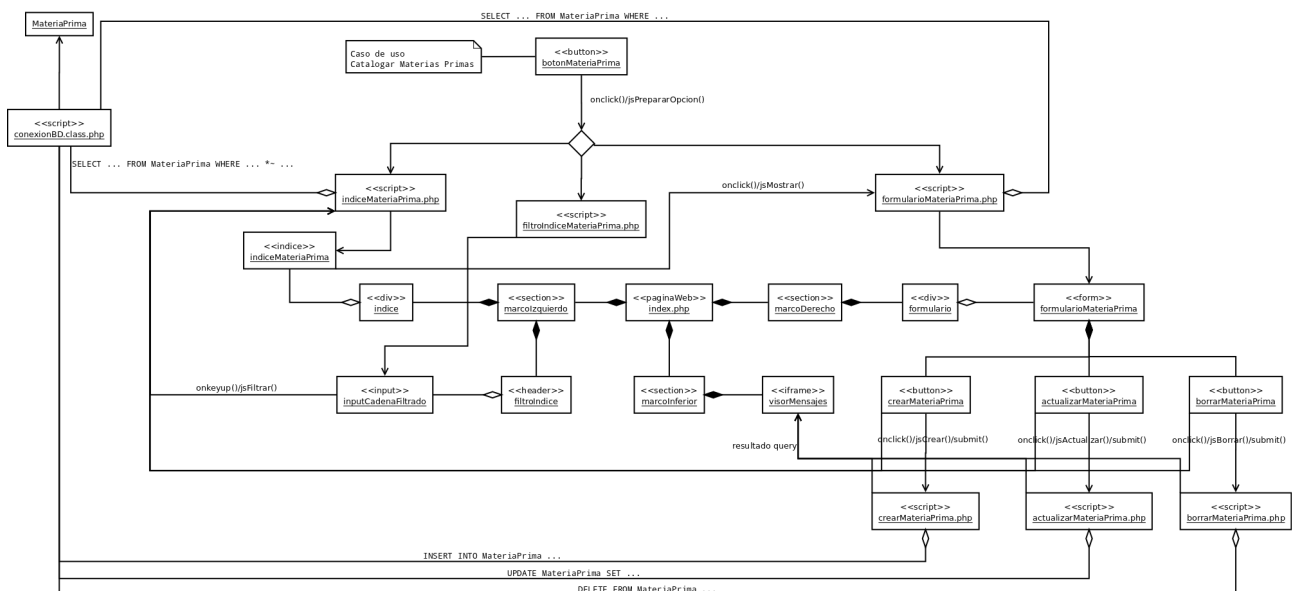 SELECT ... FROM MateriaPrima WHERE ...
MateriaPrima
Caso de uso
Catalogar Materias Primas
<<button>>
botonMateriaPrima
onclick()/jsPrepararOpcion()
<<script>>
conexionBD.class.php
SELECT ... FROM MateriaPrima WHERE ... *~ ...
<<script>>
indiceMateriaPrima.php
onclick()/jsMostrar()
<<script>>
formularioMateriaPrima.php
<<script>>
filtroIndiceMateriaPrima.php
<<indice>>
indiceMateriaPrima
<<div>>
indice
<<section>>
marcoIzquierdo
<<paginaWeb>>
index.php
<<section>>
marcoDerecho
<<div>>
formulario
<<form>>
formularioMateriaPrima
onkeyup()/jsFiltrar()
<<input>>
inputCadenaFiltrado
<<header>>
filtroIndice
<<section>>
marcoInferior
<<iframe>>
visorMensajes
<<button>>
crearMateriaPrima
<<button>>
actualizarMateriaPrima
<<button>>
borrarMateriaPrima
resultado query
onclick()/jsCrear()/submit()
onclick()/jsActualizar()/submit()
onclick()/jsBorrar()/submit()
<<script>>
crearMateriaPrima.php
<<script>>
actualizarMateriaPrima.php
<<script>>
borrarMateriaPrima.php
INSERT INTO MateriaPrima ...
UPDATE MateriaPrima SET ...
DELETE FROM MateriaPrima ...